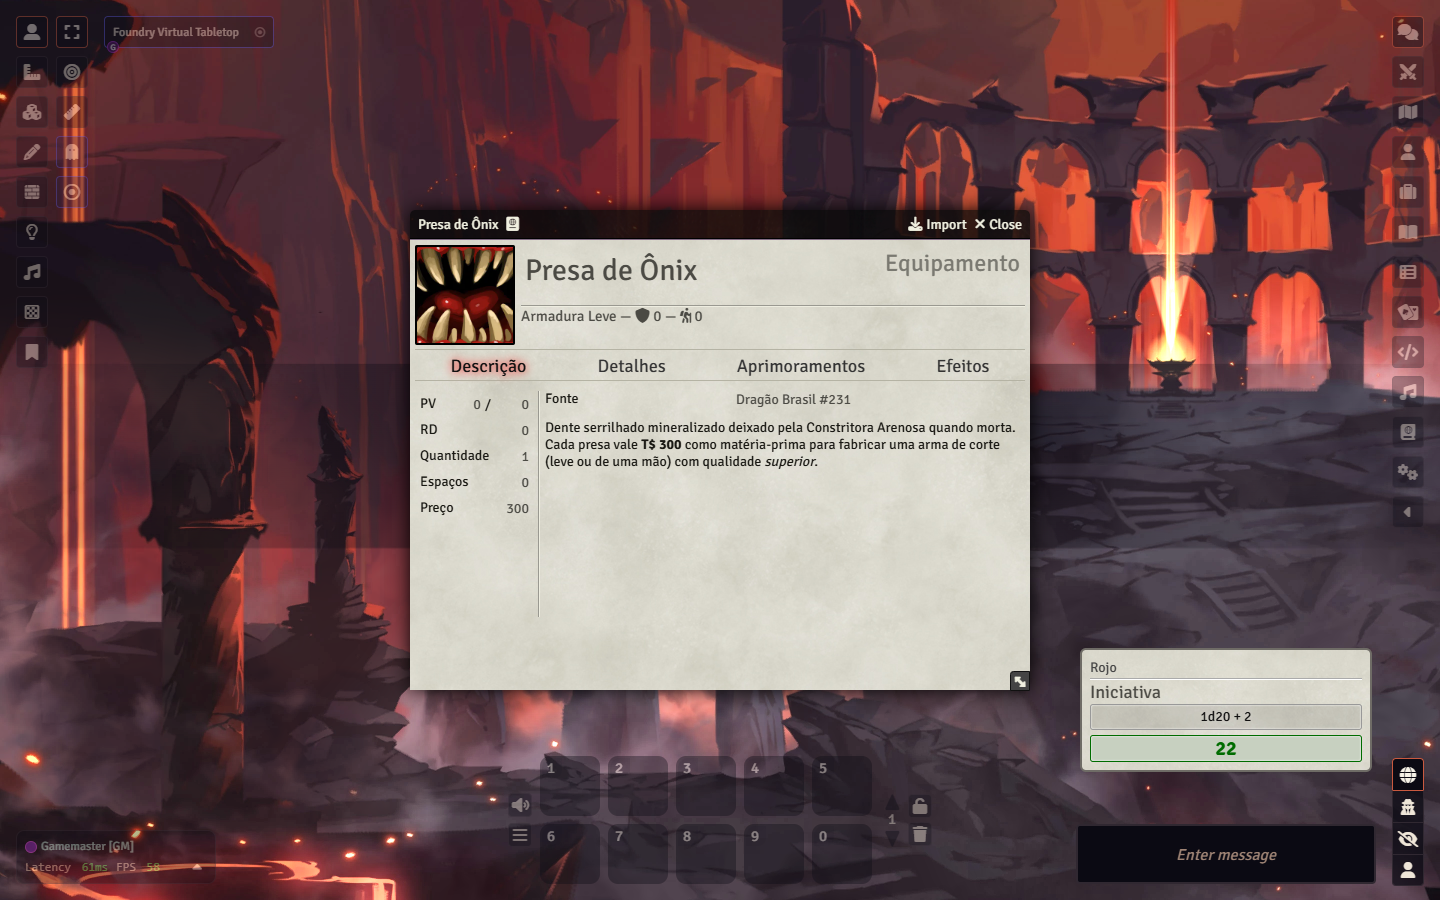 Foundry Virtual Tabletop
G
Presa de Ônix
Import
Close
Presa de Ônix
Equipamento
Armadura Leve — 0 — 0
Descrição
Detalhes
Aprimoramentos
Efeitos
PV 0 / 0
RD 0
Quantidade 1
Espaços 0
Preço 300
Fonte Dragão Brasil #231
Dente serrilhado mineralizado deixado pela Constritora Arenosa quando morta.
Cada presa vale T$ 300 como matéria-prima para fabricar uma arma de corte
(leve ou de uma mão) com qualidade superior.
Rojo
Iniciativa
1d20 + 2
22
1 2 3 4 5
1
6 7 8 9 0
Gamemaster [GM]
Latency 61ms FPS 58
Enter message